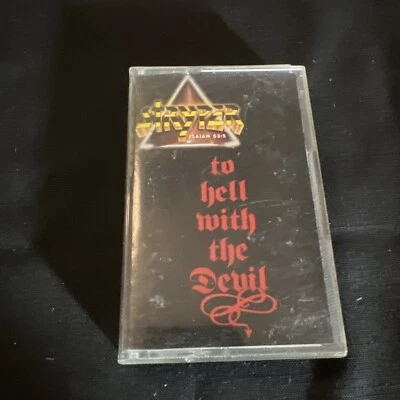 Stryper
ISAIAH 53:5
to
hell
with
the
Devil